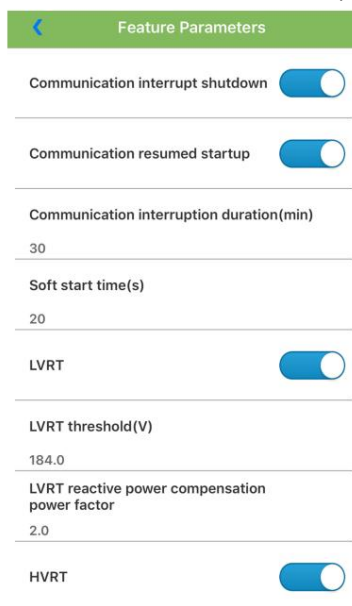 Feature Parameters
Communication interrupt shutdown
Communication resumed startup
Communication interruption duration(min)
30
Soft start time(s)
20
LVRT
LVRT threshold(V)
184.0
LVRT reactive power compensation
power factor
2.0
HVRT